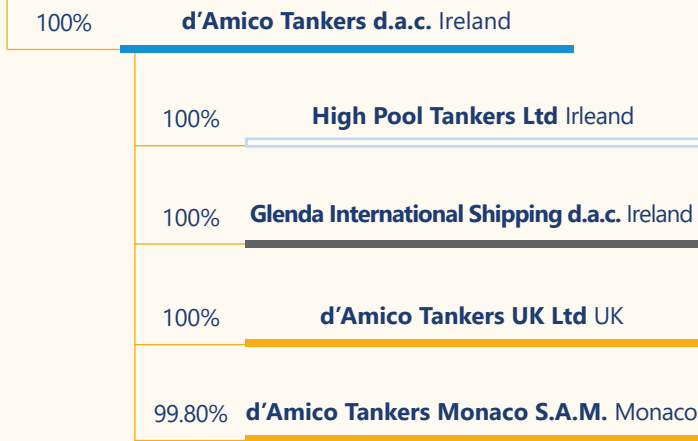 100% d’Amico Tankers d.a.c. Ireland
100% High Pool Tankers Ltd Irleand
100% Glenda International Shipping d.a.c. Ireland
100% d’Amico Tankers UK Ltd UK
99.80% d’Amico Tankers Monaco S.A.M. Monaco